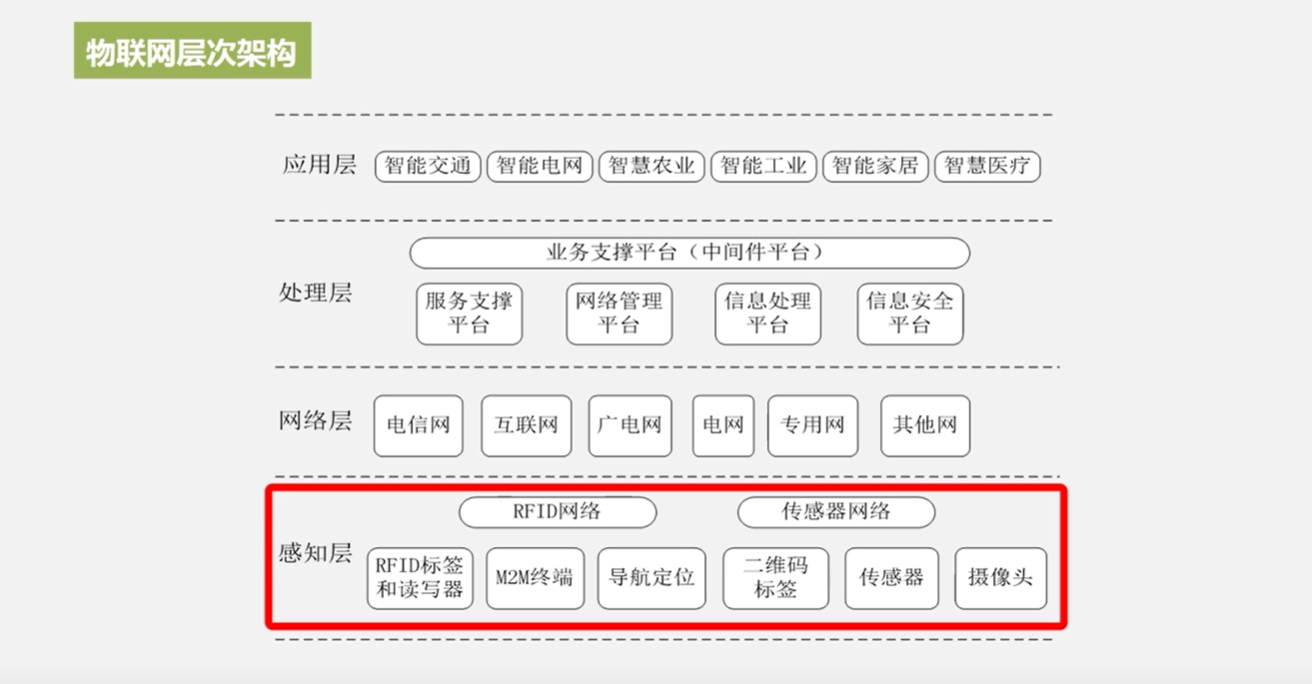 物联网层次架构
应用层 智能交通 智能电网 智慧农业 智能工业 智能家居 智慧医疗
业务支撑平台（中间件平台）
处理层
服务支撑 网络管理 信息处理 信息安全
平台 平台 平台 平台
网络层 电信网 互联网 广电网 电网 专用网 其他网
RFID网络 传感器网络
感知层
RFID标签 M2M终端 导航定位 二维码 传感器 摄像头
和读写器 标签